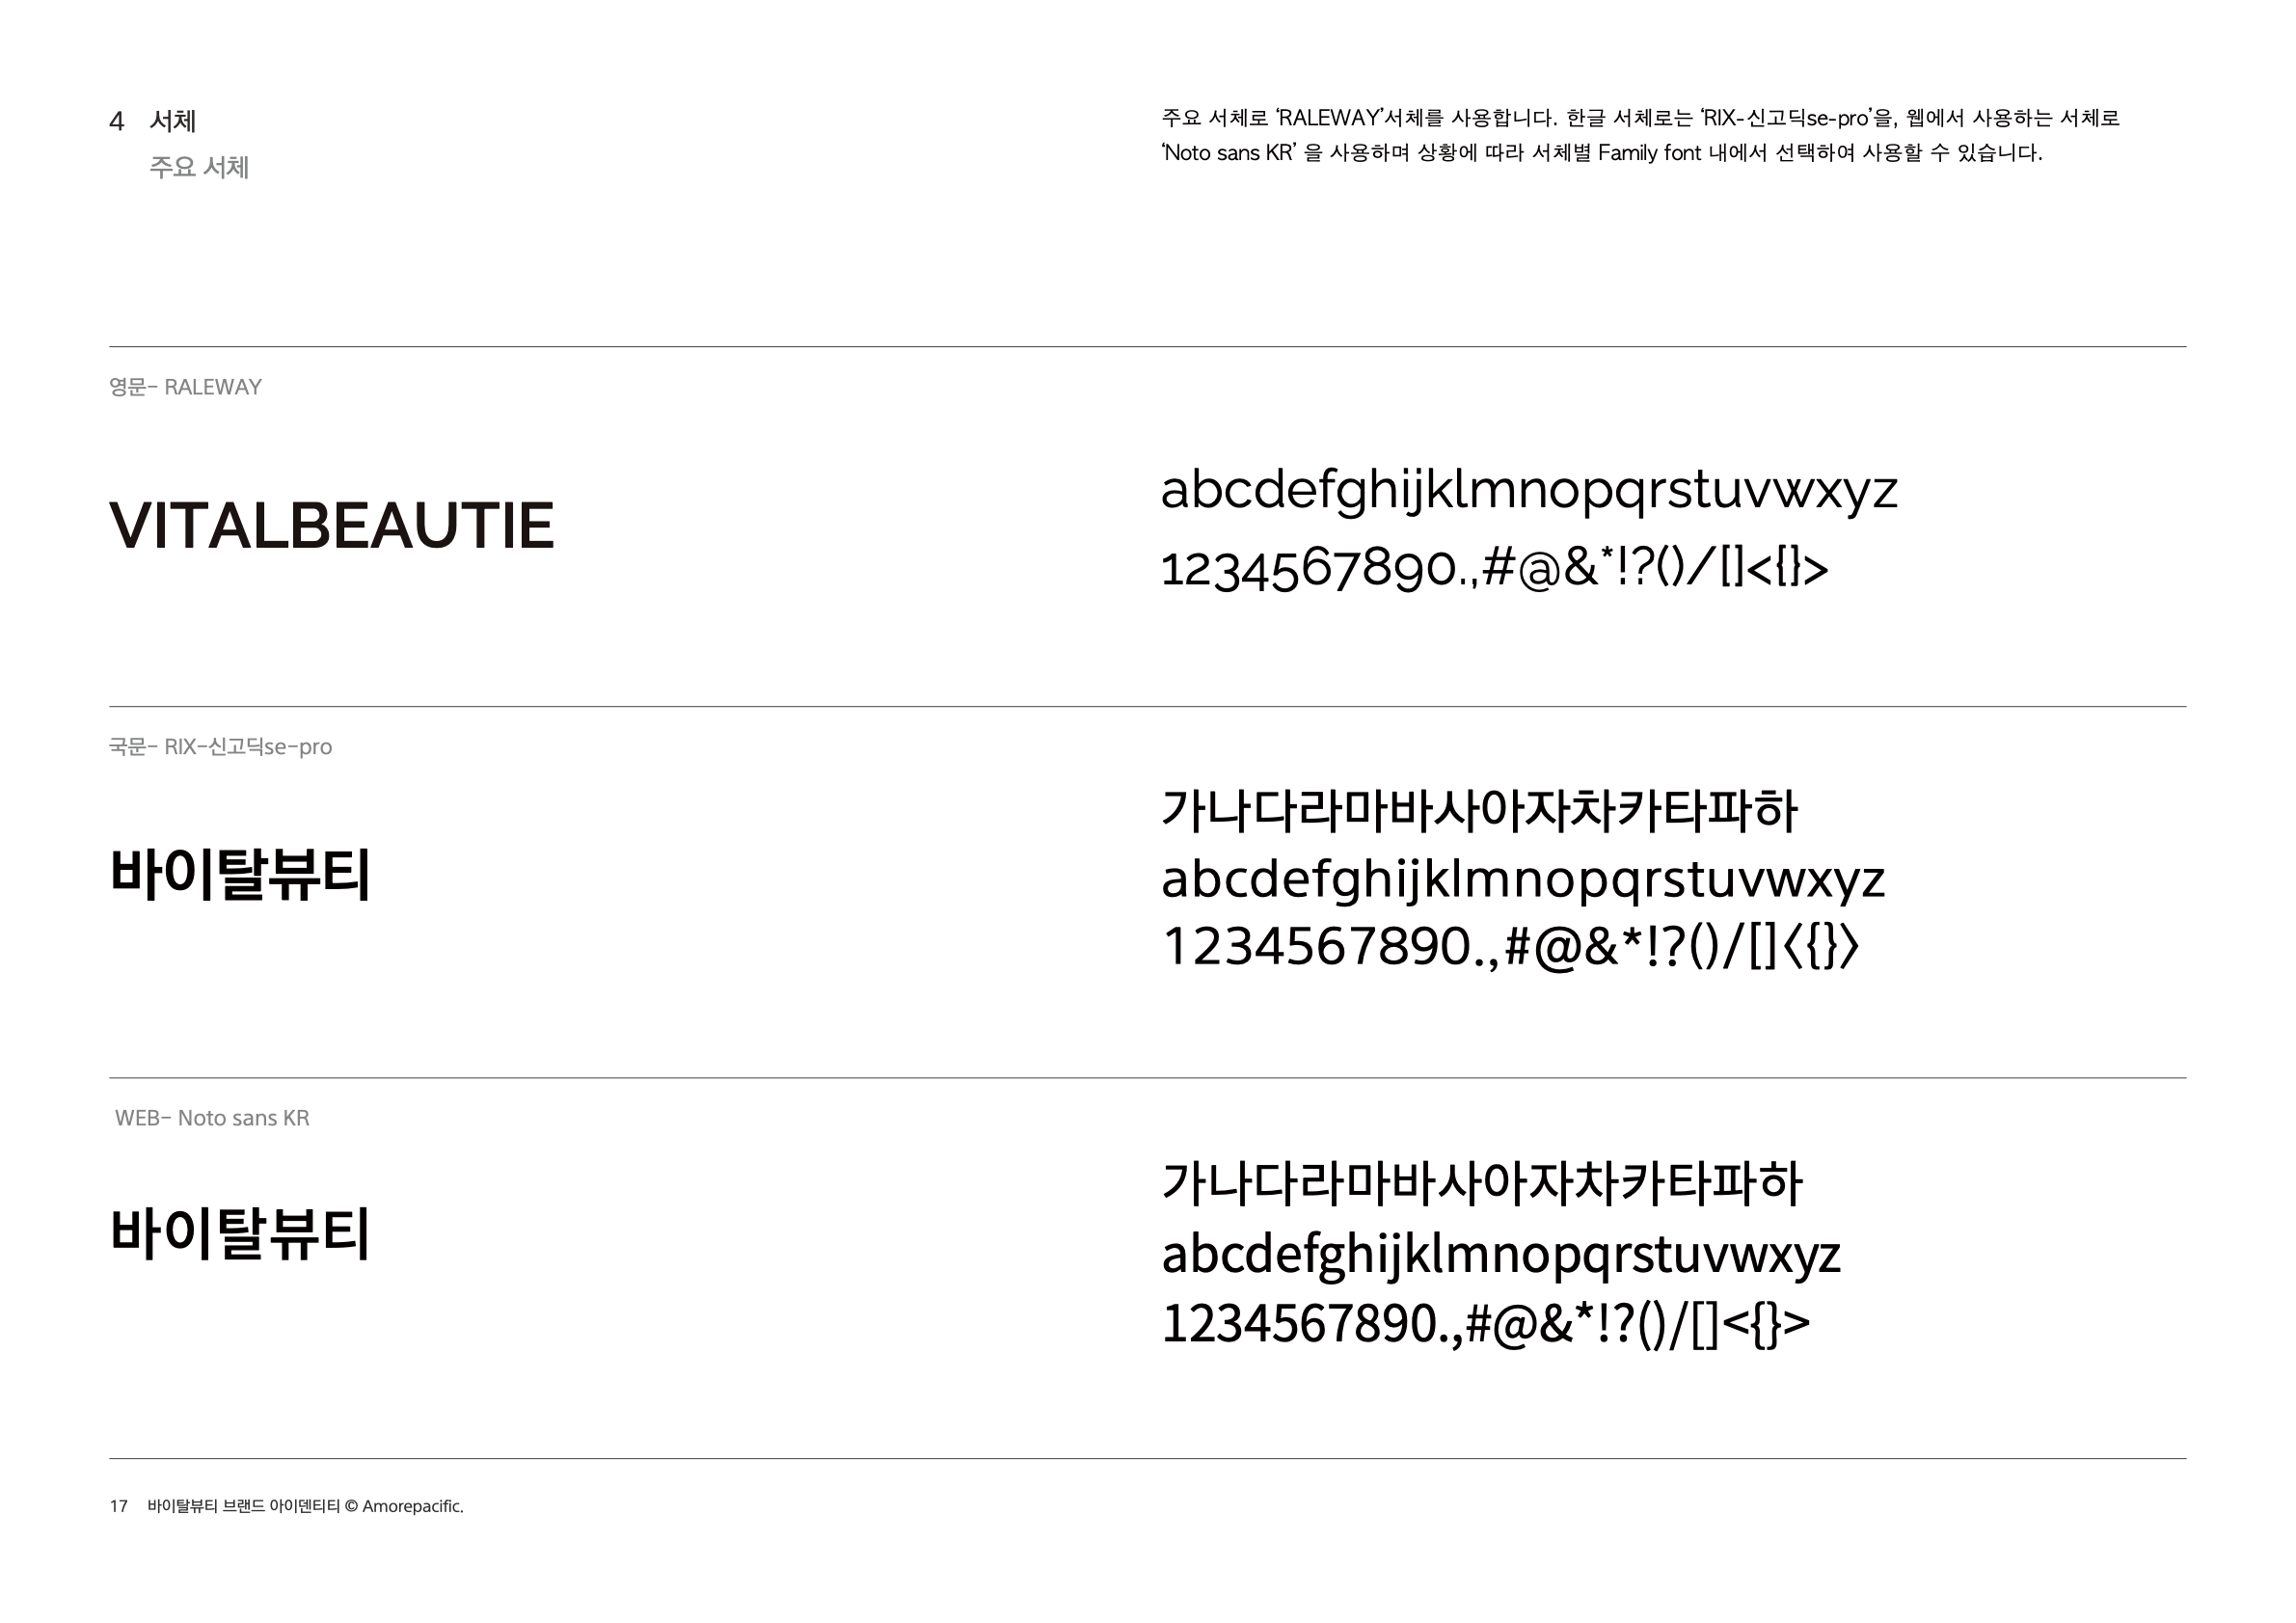 4 서체
주요 서체
주요 서체로 ‘RALEWAY’서체를 사용합니다. 한글 서체로는 ‘RIX-신고딕se-pro’을, 웹에서 사용하는 서체로
‘Noto sans KR’ 을 사용하며 상황에 따라 서체별 Family font 내에서 선택하여 사용할 수 있습니다.
영문- RALEWAY
VITALBEAUTIE
abcdefghijklmnopqrstuvwxyz
1234567890.,#@&*!?()/[]<{}>
국문- RIX-신고딕se-pro
바이탈뷰티
가나다라마바사아자차카타파하
abcdefghijklmnopqrstuvwxyz
1234567890.,#@&*!?()/[]〈{}〉
WEB- Noto sans KR
바이탈뷰티
가나다라마바사아자차카타파하
abcdefghijklmnopqrstuvwxyz
1234567890.,#@&*!?()/[]<{}>
17 바이탈뷰티 브랜드 아이덴티티 © Amorepacific.